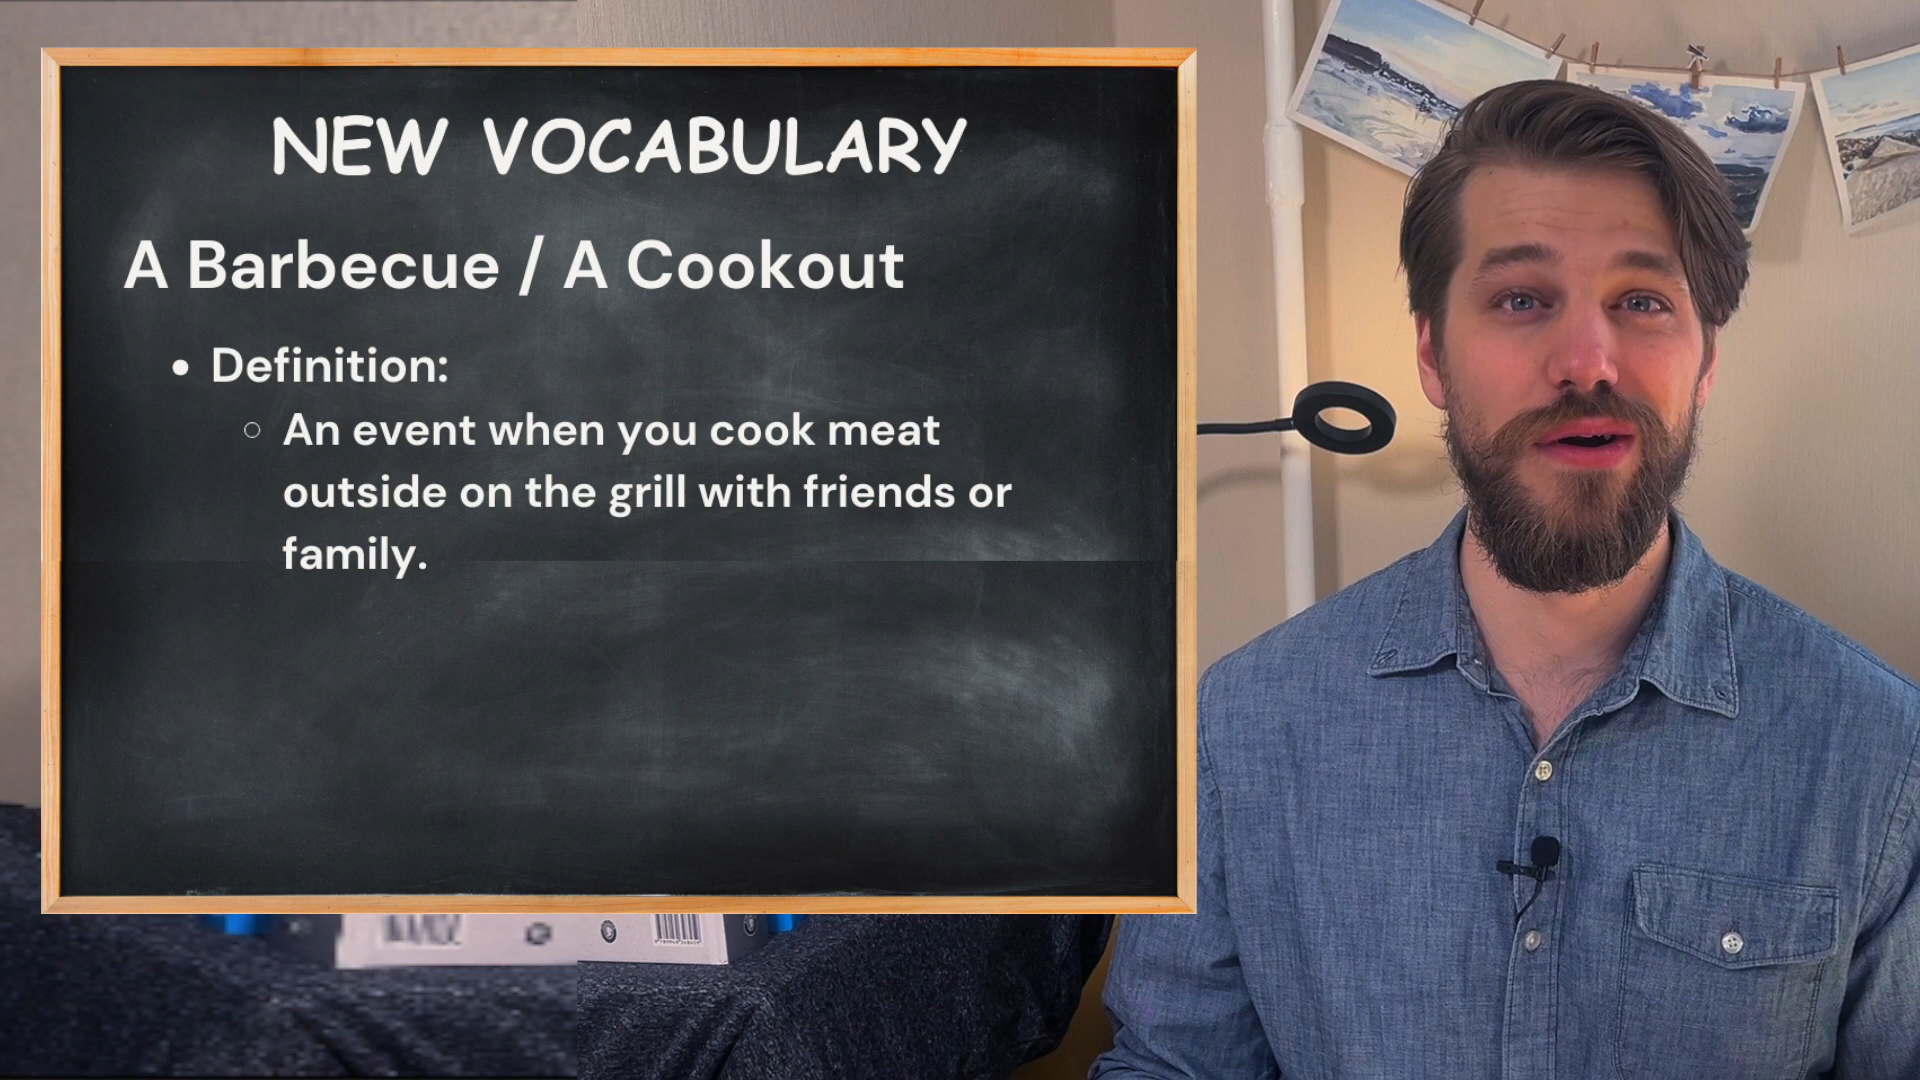 NEW VOCABULARY
A Barbecue / A Cookout
• Definition:
○ An event when you cook meat
outside on the grill with friends or
family.